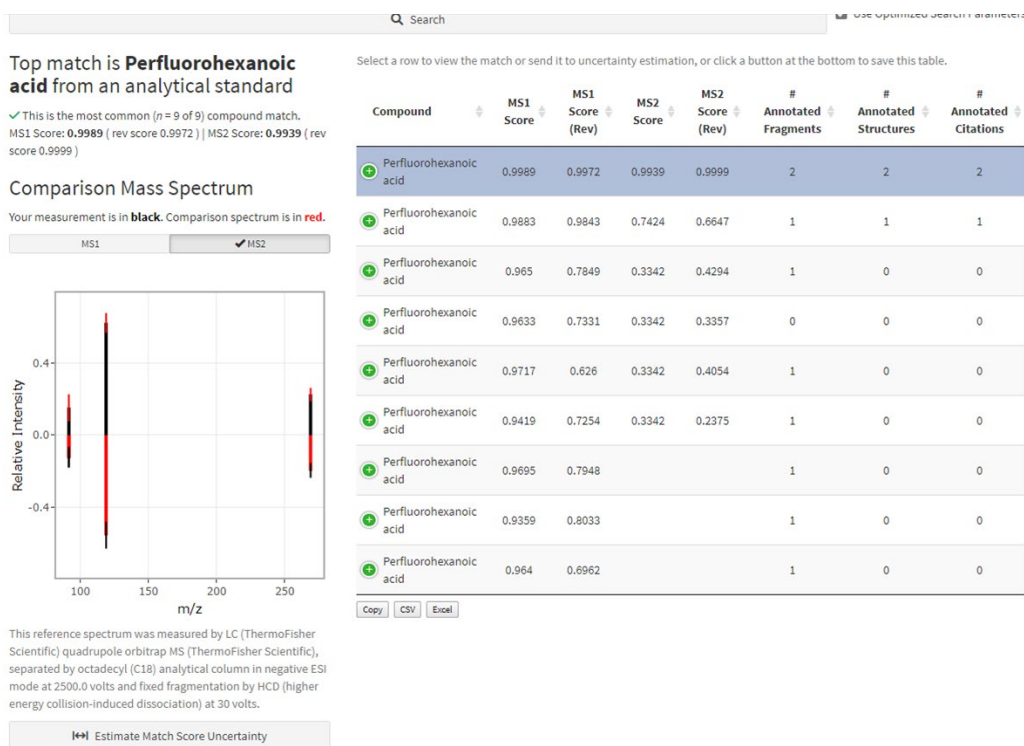 Search
Use Optimized Search Parameters
Top match is Perfluorohexanoic
acid from an analytical standard
✓ This is the most common (n = 9 of 9) compound match.
MS1 Score: 0.9989 ( rev score 0.9972 ) | MS2 Score: 0.9939 ( rev
score 0.9999 )
Comparison Mass Spectrum
Your measurement is in black. Comparison spectrum is in red.
MS1 ✔ MS2
Relative Intensity
0.4
0.0
-0.4
100 150 200 250
m/z
This reference spectrum was measured by LC (ThermoFisher
Scientific) quadrupole orbitrap MS (ThermoFisher Scientific),
separated by octadecyl (C18) analytical column in negative ESI
mode at 2500.0 volts and fixed fragmentation by HCD (higher
energy collision-induced dissociation) at 30 volts.
Estimate Match Score Uncertainty
Select a row to view the match or send it to uncertainty estimation, or click a button at the bottom to save this table.
Compound MS1 Score MS1 Score (Rev) MS2 Score MS2 Score (Rev) # Annotated Fragments # Annotated Structures # Annotated Citations
Perfluorohexanoic acid 0.9989 0.9972 0.9939 0.9999 2 2 2
Perfluorohexanoic acid 0.9883 0.9843 0.7424 0.6647 1 1 1
Perfluorohexanoic acid 0.965 0.7849 0.3342 0.4294 1 0 0
Perfluorohexanoic acid 0.9633 0.7331 0.3342 0.3357 0 0 0
Perfluorohexanoic acid 0.9717 0.626 0.3342 0.4054 1 0 0
Perfluorohexanoic acid 0.9419 0.7254 0.3342 0.2375 1 0 0
Perfluorohexanoic acid 0.9695 0.7948 1 0 0
Perfluorohexanoic acid 0.9359 0.8033 1 0 0
Perfluorohexanoic acid 0.964 0.6962 1 0 0
Copy CSV Excel